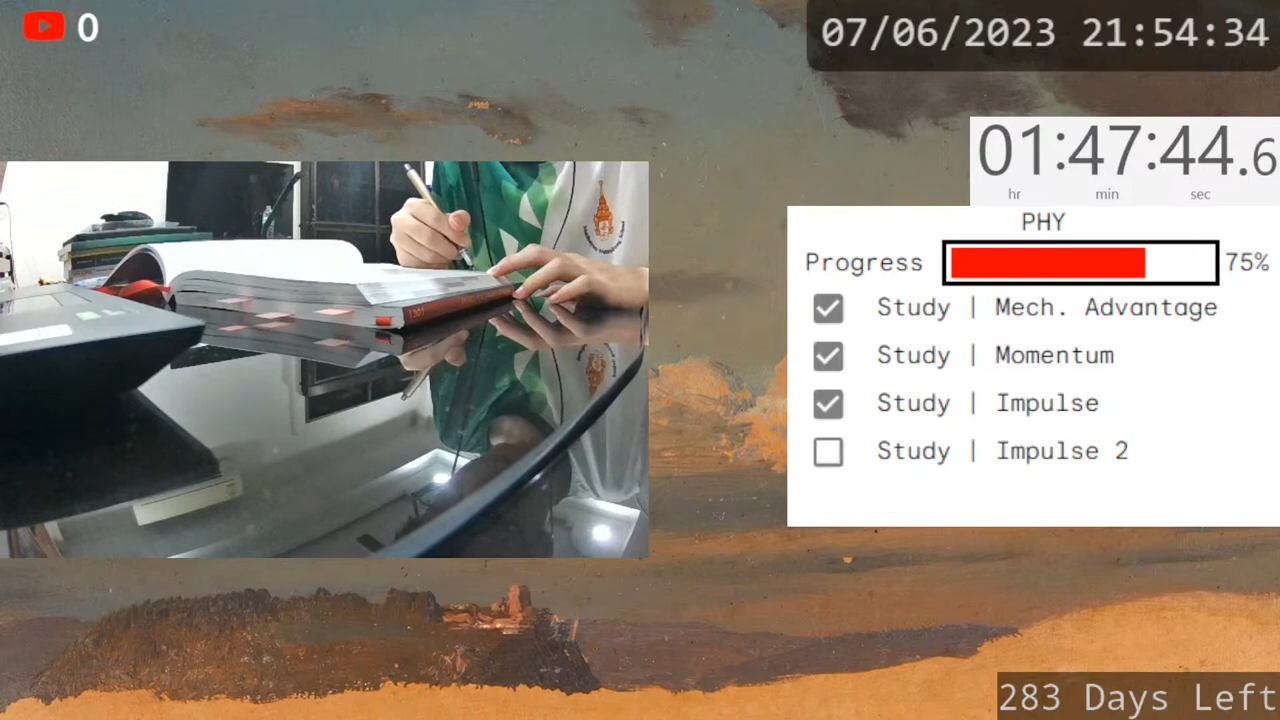 0
07/06/2023 21:54:34
01:47:44.6
hr min sec
PHY
Progress 75%
Study | Mech. Advantage
Study | Momentum
Study | Impulse
Study | Impulse 2
283 Days Left